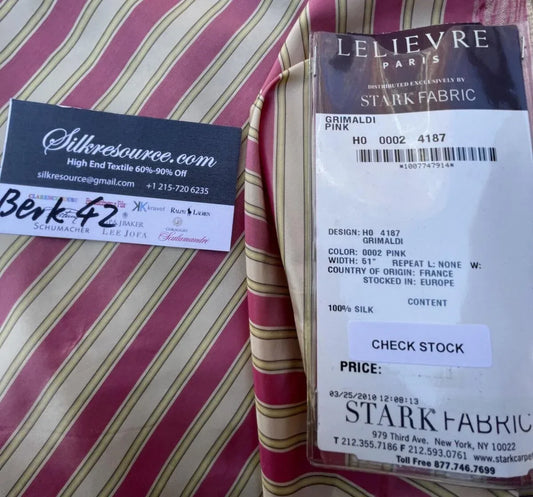 Silkresource.com
High End Textile 60%-90% Off
silkresource@gmail.com +1 215-720 6235
kravet RALPH LAUREN
Berk 42
SCHUMACHER LEE JOFA Scalamandre
LELIEVRE
PARIS
DISTRIBUTED EXCLUSIVELY BY
STARK FABRIC
GRIMALDI
PINK
H0 0002 4187
*1007747914*
DESIGN: H0 4187
GRIMALDI
COLOR: 0002 PINK
WIDTH: 51" REPEAT L: NONE W:
COUNTRY OF ORIGIN: FRANCE
STOCKED IN: EUROPE
CONTENT
100% SILK
CHECK STOCK
PRICE:
03/25/2010 12:08:13
STARK FABRIC
979 Third Ave. New York, NY 10022
T 212.355.7186 F 212.593.0761 www.starkcarpe
Toll Free 877.746.7699